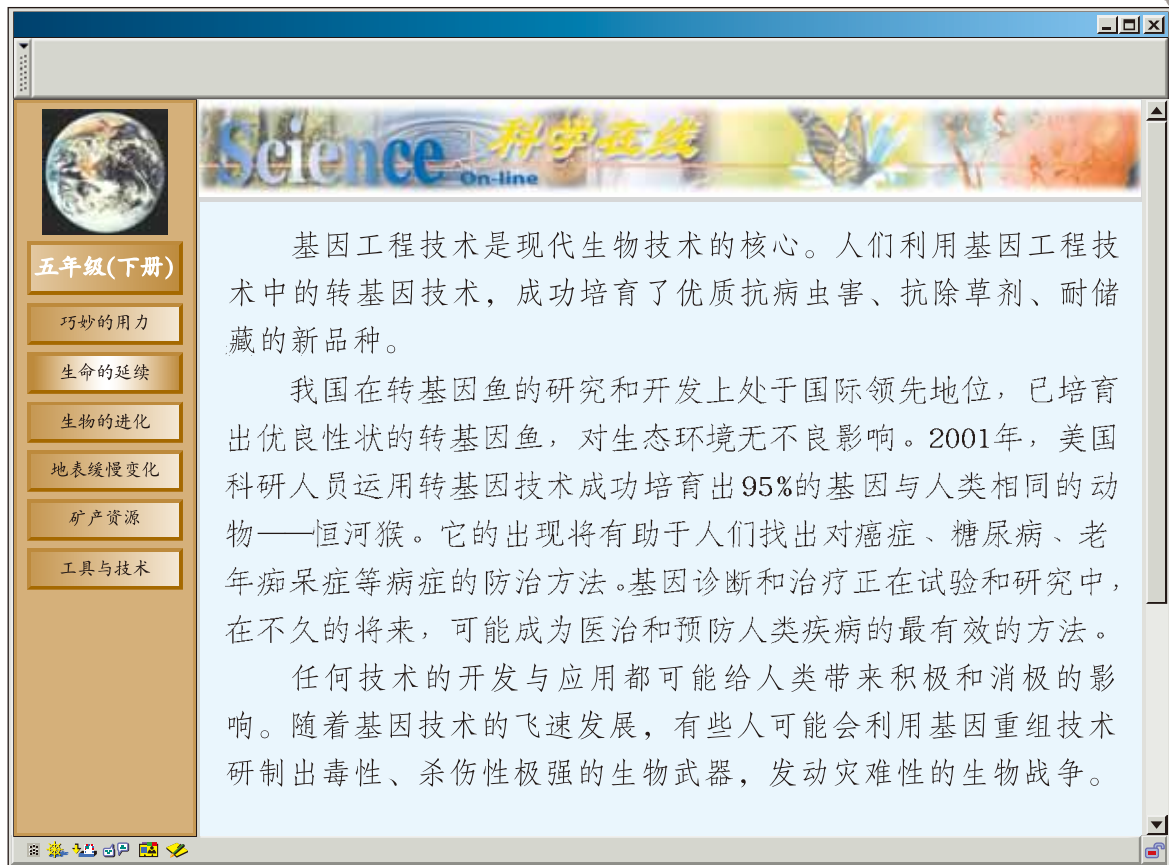 Science 科学在线
On-line
五年级(下册)
巧妙的用力
生命的延续
生物的进化
地表缓慢变化
矿产资源
工具与技术
基因工程技术是现代生物技术的核心。人们利用基因工程技
术中的转基因技术，成功培育了优质抗病虫害、抗除草剂、耐储
藏的新品种。
我国在转基因鱼的研究和开发上处于国际领先地位，已培育
出优良性状的转基因鱼，对生态环境无不良影响。2001年，美国
科研人员运用转基因技术成功培育出95%的基因与人类相同的动
物——恒河猴。它的出现将有助于人们找出对癌症、糖尿病、老
年痴呆症等病症的防治方法。基因诊断和治疗正在试验和研究中，
在不久的将来，可能成为医治和预防人类疾病的最有效的方法。
任何技术的开发与应用都可能给人类带来积极和消极的影
响。随着基因技术的飞速发展，有些人可能会利用基因重组技术
研制出毒性、杀伤性极强的生物武器，发动灾难性的生物战争。